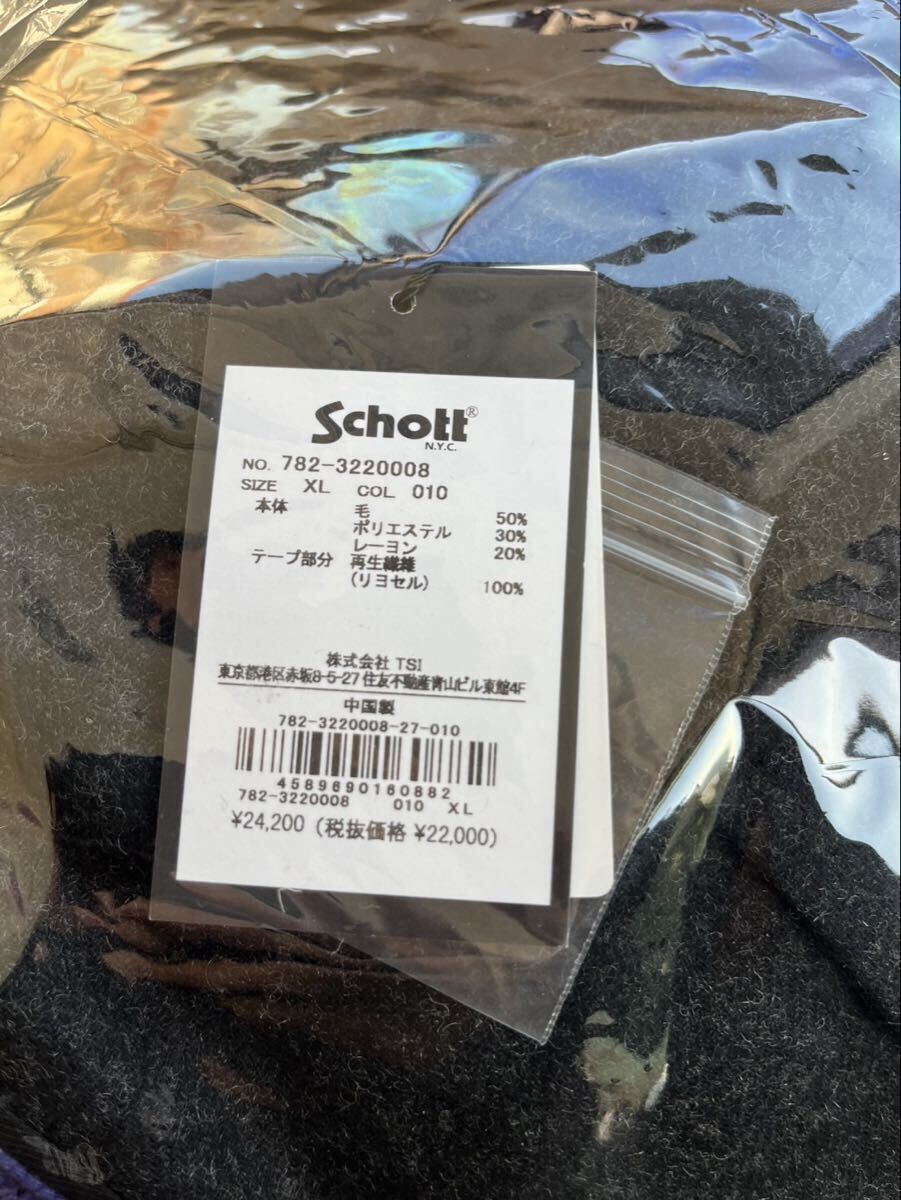 Schott®
N.Y.C.
NO. 782-3220008
SIZE XL COL 010
本体 毛 50%
ポリエステル 30%
レーヨン 20%
テープ部分 再生繊維
(リヨセル) 100%
株式会社 TSI
東京都港区赤坂8-5-27 住友不動産青山ビル東館4F
中国製
782-3220008-27-010
4589690160882
782-3220008 010 XL
¥24,200 (税抜価格 ¥22,000)